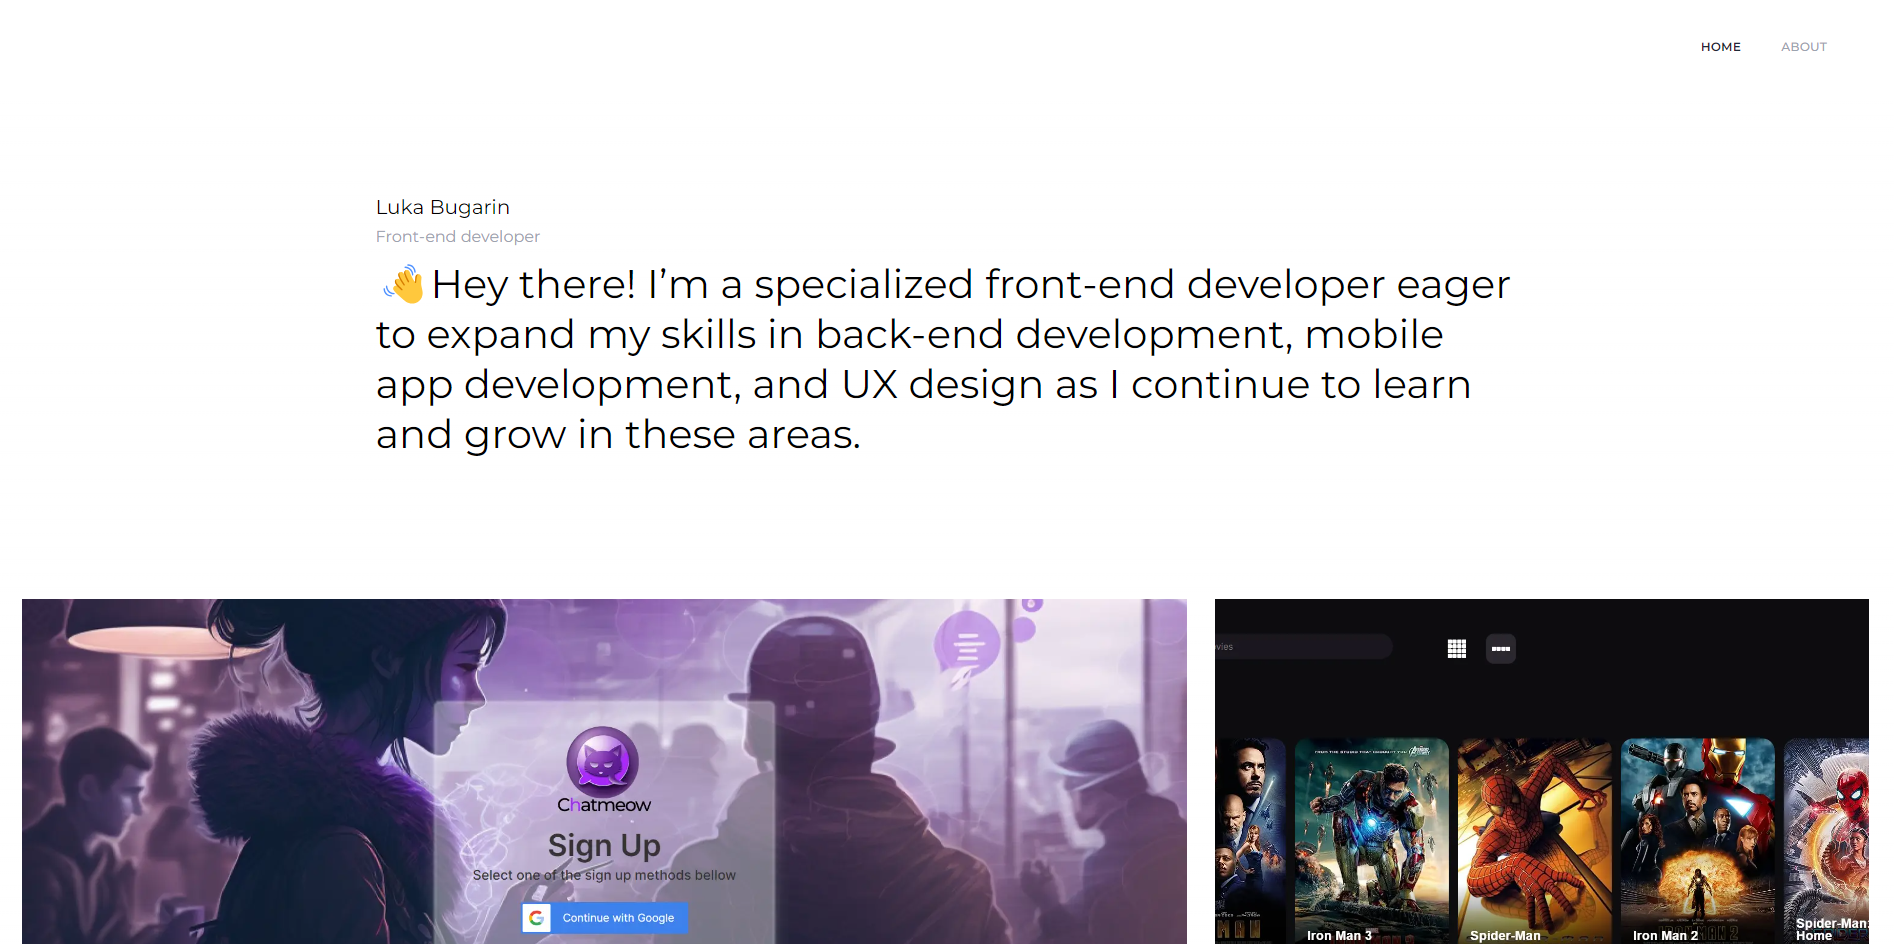 HOME ABOUT
Luka Bugarin
Front-end developer
👋Hey there! I’m a specialized front-end developer eager
to expand my skills in back-end development, mobile
app development, and UX design as I continue to learn
and grow in these areas.
Chatmeow
Sign Up
Select one of the sign up methods bellow
Continue with Google
Iron Man 3
Spider-Man
Iron Man 2
Spider-Man:
Home